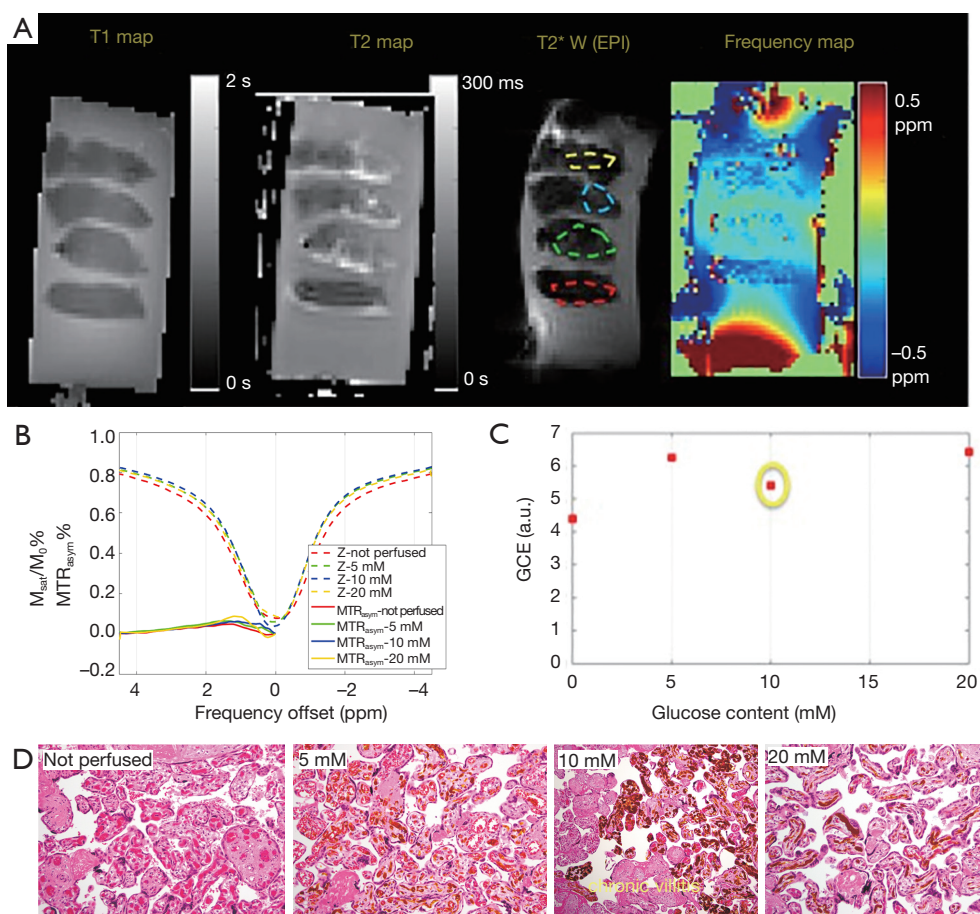 A
T1 map
T2 map
T2* W (EPI)
Frequency map
2 s
0 s
300 ms
0 s
0.5
ppm
–0.5
ppm
B
1.0
0.8
0.6
0.4
0.2
0.0
–0.2
Msat/M0%
MTRasym%
Z-not perfused
Z-5 mM
Z-10 mM
Z-20 mM
MTRasym-not perfused
MTRasym-5 mM
MTRasym-10 mM
MTRasym-20 mM
4 2 0 –2 –4
Frequency offset (ppm)
C
7
6
5
4
3
2
1
0
GCE (a.u.)
0 5 10 15 20
Glucose content (mM)
D
Not perfused
5 mM
10 mM
chronic villitis
20 mM